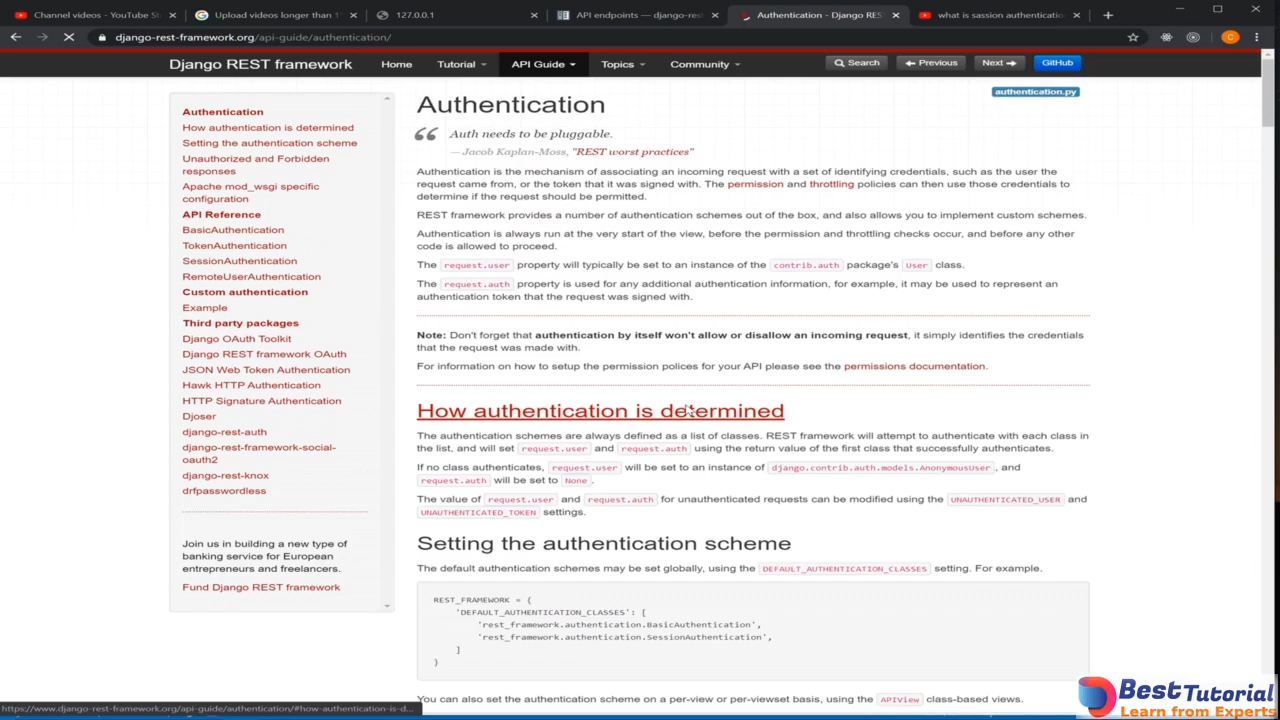 Channel videos - YouTube St
Upload videos longer than 1
127.0.0.1
API endpoints — django-res
Authentication - Django RES
what is sassion authenticatio
django-rest-framework.org/api-guide/authentication/
C
Django REST framework
Home
Tutorial
API Guide
Topics
Community
Search
Previous
Next
GitHub
Authentication
How authentication is determined
Setting the authentication scheme
Unauthorized and Forbidden
responses
Apache mod_wsgi specific
configuration
API Reference
BasicAuthentication
TokenAuthentication
SessionAuthentication
RemoteUserAuthentication
Custom authentication
Example
Third party packages
Django OAuth Toolkit
Django REST framework OAuth
JSON Web Token Authentication
Hawk HTTP Authentication
HTTP Signature Authentication
Djoser
django-rest-auth
django-rest-framework-social-
oauth2
django-rest-knox
drfpasswordless
Join us in building a new type of
banking service for European
entrepreneurs and freelancers.
Fund Django REST framework
authentication.py
Authentication
“ Auth needs to be pluggable.
— Jacob Kaplan-Moss, "REST worst practices"
Authentication is the mechanism of associating an incoming request with a set of identifying credentials, such as the user the
request came from, or the token that it was signed with. The permission and throttling policies can then use those credentials to
determine if the request should be permitted.
REST framework provides a number of authentication schemes out of the box, and also allows you to implement custom schemes.
Authentication is always run at the very start of the view, before the permission and throttling checks occur, and before any other
code is allowed to proceed.
The request.user property will typically be set to an instance of the contrib.auth package's User class.
The request.auth property is used for any additional authentication information, for example, it may be used to represent an
authentication token that the request was signed with.
Note: Don't forget that authentication by itself won't allow or disallow an incoming request, it simply identifies the credentials
that the request was made with.
For information on how to setup the permission polices for your API please see the permissions documentation.
How authentication is determined
The authentication schemes are always defined as a list of classes. REST framework will attempt to authenticate with each class in
the list, and will set request.user and request.auth using the return value of the first class that successfully authenticates.
If no class authenticates, request.user will be set to an instance of django.contrib.auth.models.AnonymousUser, and
request.auth will be set to None.
The value of request.user and request.auth for unauthenticated requests can be modified using the UNAUTHENTICATED_USER and
UNAUTHENTICATED_TOKEN settings.
Setting the authentication scheme
The default authentication schemes may be set globally, using the DEFAULT_AUTHENTICATION_CLASSES setting. For example.
REST_FRAMEWORK = {
'DEFAULT_AUTHENTICATION_CLASSES': [
'rest_framework.authentication.BasicAuthentication',
'rest_framework.authentication.SessionAuthentication',
]
}
You can also set the authentication scheme on a per-view or per-viewset basis, using the APIView class-based views.
https://www.django-rest-framework.org/api-guide/authentication/#how-authentication-is-d...
Best Tutorial
Learn from Experts